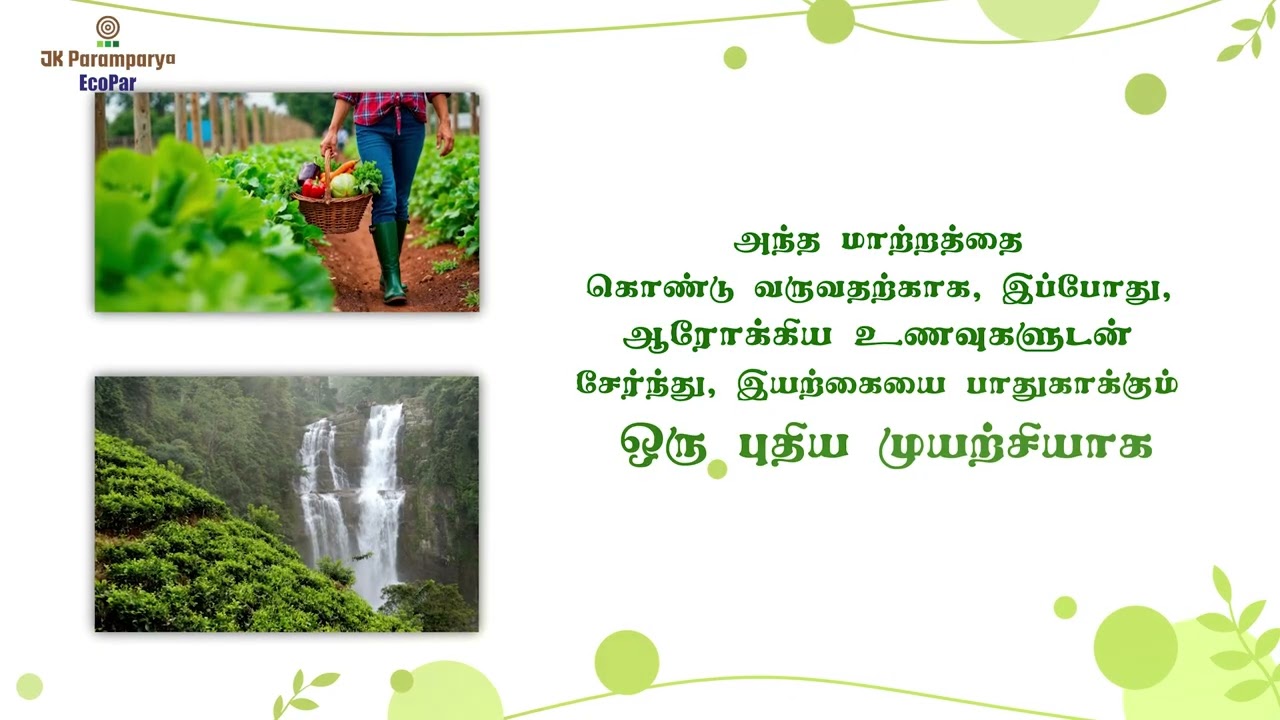 JK Paramparya
EcoPar
அந்த மாற்றத்தை
கொண்டு வருவதற்காக, இப்போது,
ஆரோக்கிய உணவுகளுடன்
சேர்ந்து, இயற்கையை பாதுகாக்கும்
ஒரு புதிய முயற்சியாக